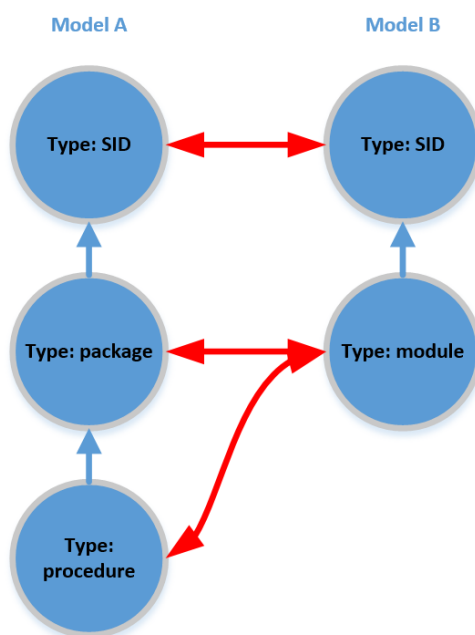 Model A
Model B
Type: SID
Type: SID
Type: package
Type: module
Type:
procedure